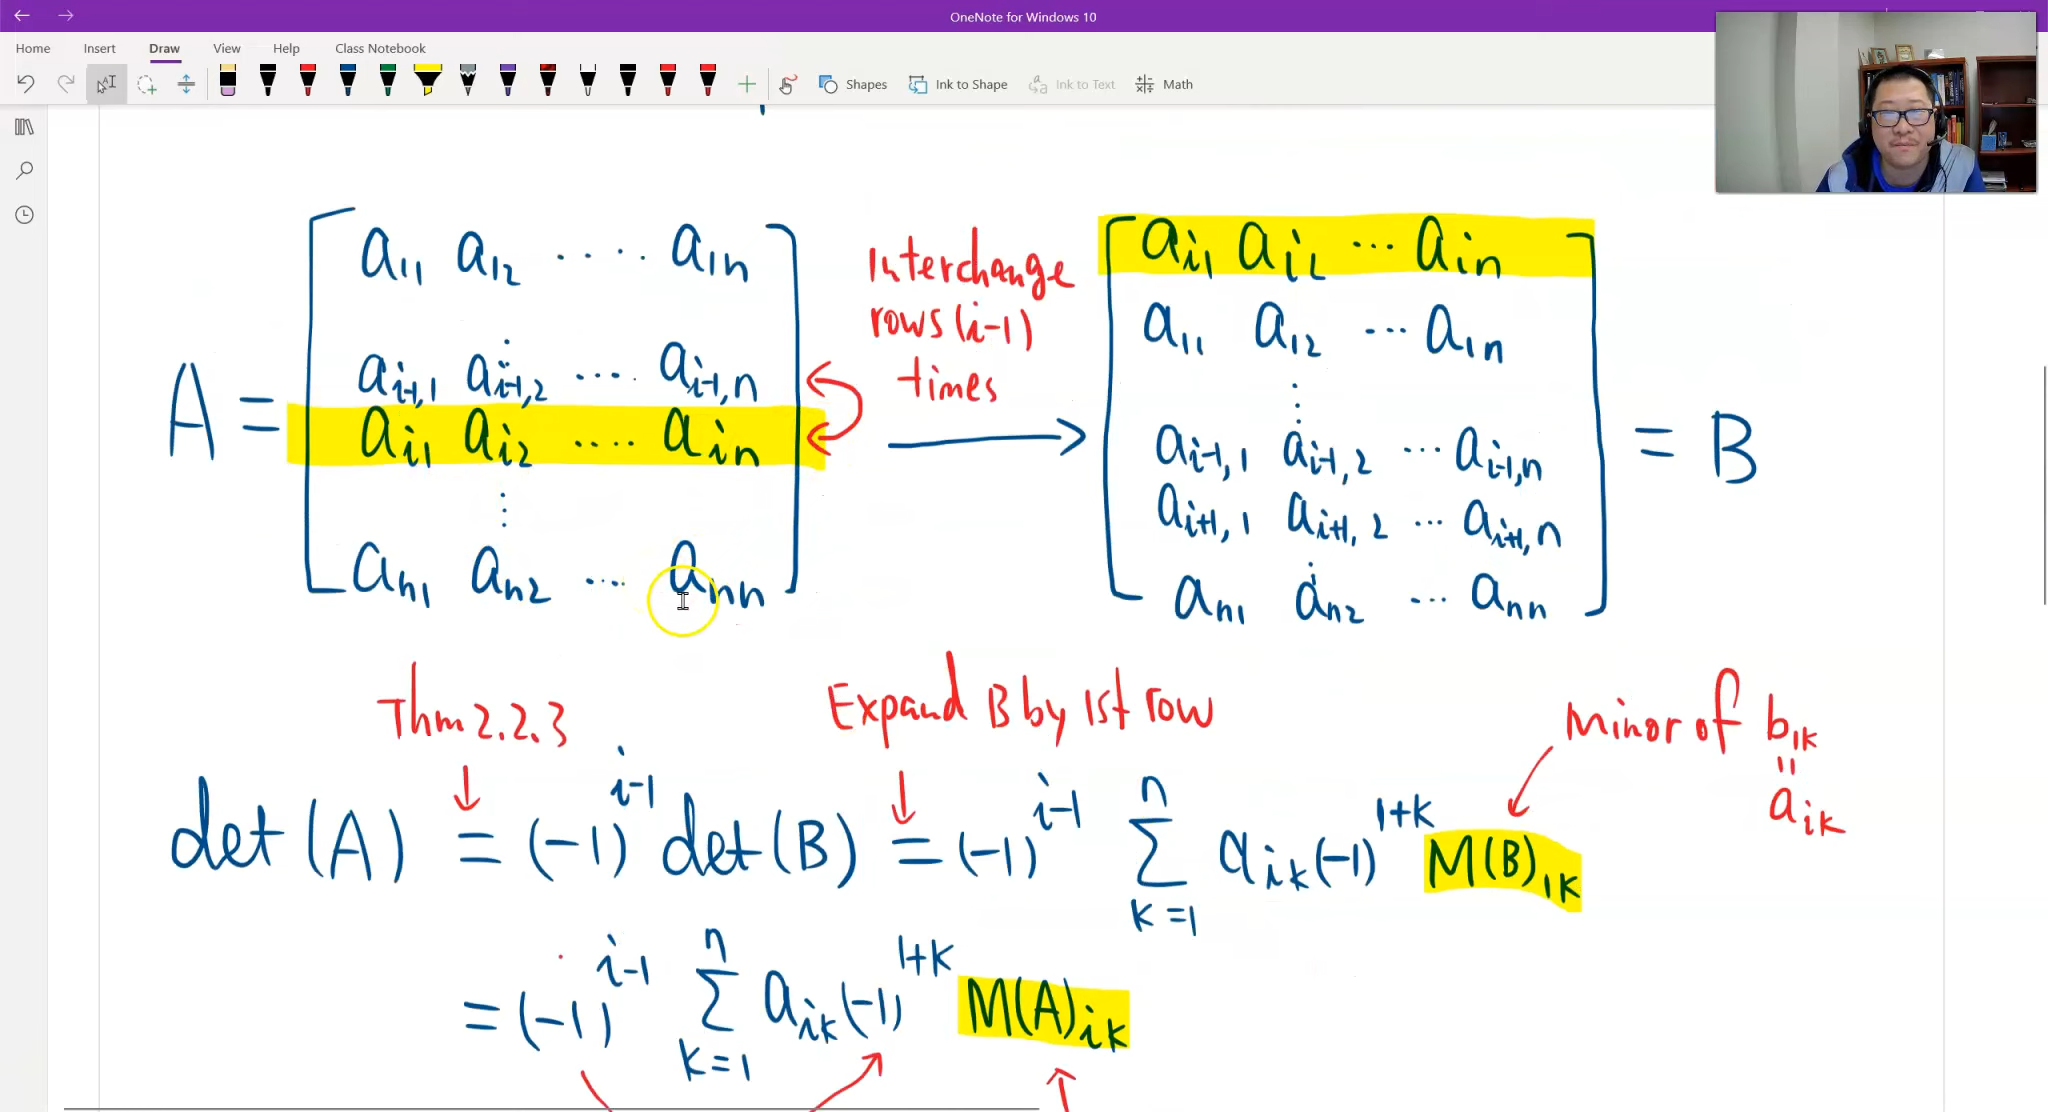 OneNote for Windows 10
Home Insert Draw View Help Class Notebook
Shapes Ink to Shape Ink to Text Math
A = [ a11 a12 ···· a1n
⋮
ai-1,1 ai-1,2 ···· ai-1,n
ai1 ai2 ···· ain
⋮
an1 an2 ···· ann ]
Interchange
rows (i-1)
times
→
[ ai1 ai2 ··· ain
a11 a12 ··· a1n
⋮
ai-1,1 ai-1,2 ··· ai-1,n
ai+1,1 ai+1,2 ··· ai+1,n
⋮
an1 an2 ··· ann ] = B
Thm 2.2.3
Expand B by 1st row
Minor of b1k
=
aik
det(A) = (-1)^{i-1} det(B) = (-1)^{i-1} Σ_{k=1}^{n} aik(-1)^{1+k} M(B)1k
= (-1)^{i-1} Σ_{k=1}^{n} aik(-1)^{1+k} M(A)ik